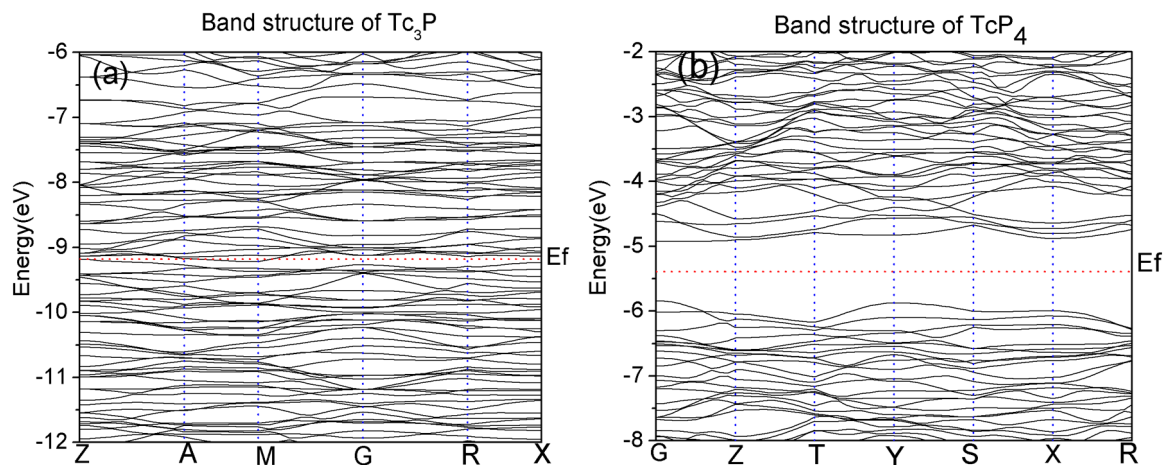 Band structure of Tc₃P
(a)
Energy(eV)
-6
-7
-8
-9
-10
-11
-12
Ef
Z A M G R X
Band structure of TcP₄
(b)
Energy(eV)
-2
-3
-4
-5
-6
-7
-8
Ef
G Z T Y S X R